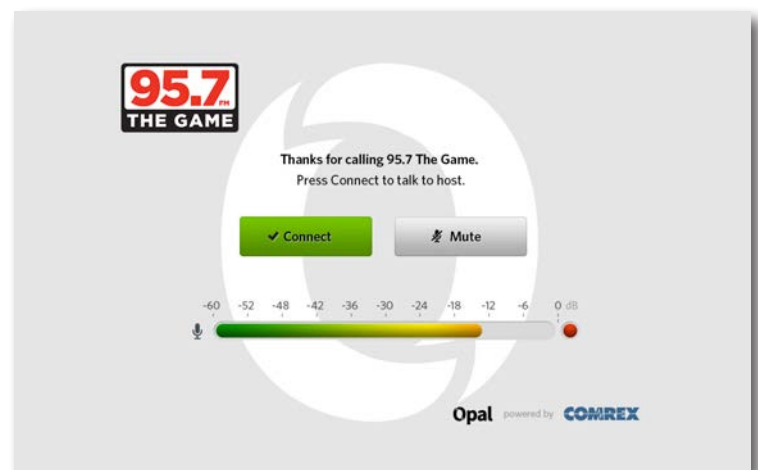 95.7 FM
THE GAME
Thanks for calling 95.7 The Game.
Press Connect to talk to host.
Connect Mute
-60 -52 -48 -42 -36 -30 -24 -18 -12 -6 0 dB
Opal powered by COMREX